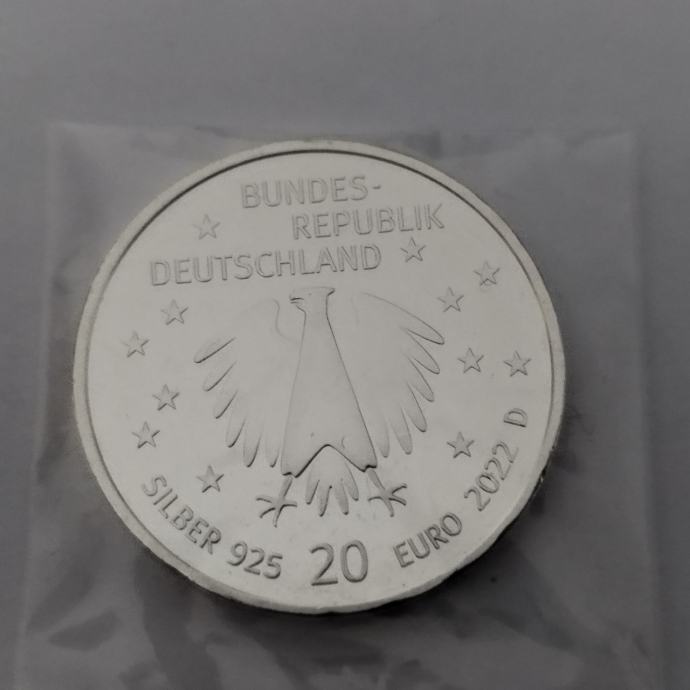 BUNDES-
REPUBLIK
DEUTSCHLAND
SILBER 925 20 EURO 2022 D